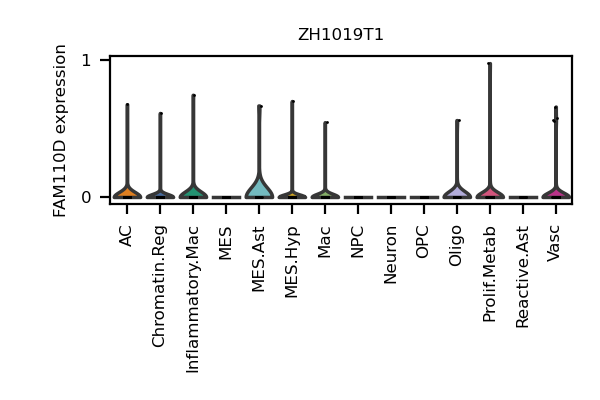 ZH1019T1
FAM110D expression
1
0
AC
Chromatin.Reg
Inflammatory.Mac
MES
MES.Ast
MES.Hyp
Mac
NPC
Neuron
OPC
Oligo
Prolif.Metab
Reactive.Ast
Vasc